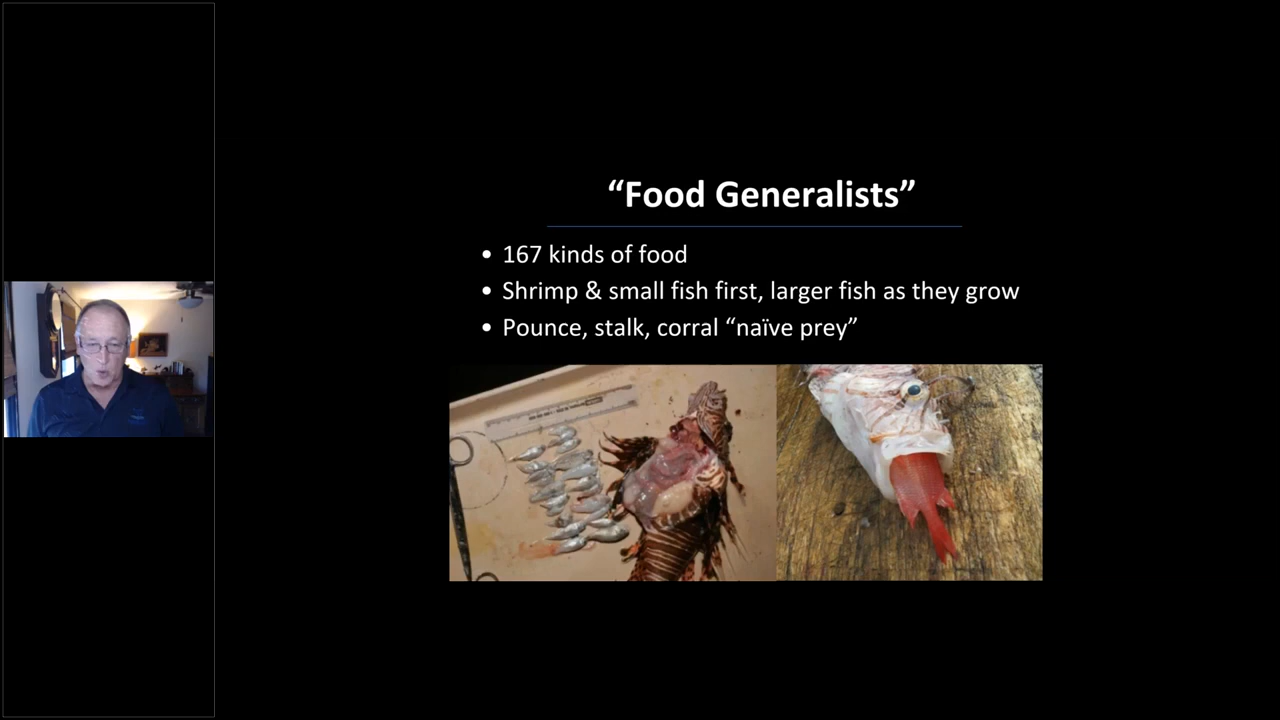 “Food Generalists”
• 167 kinds of food
• Shrimp & small fish first, larger fish as they grow
• Pounce, stalk, corral “naïve prey”